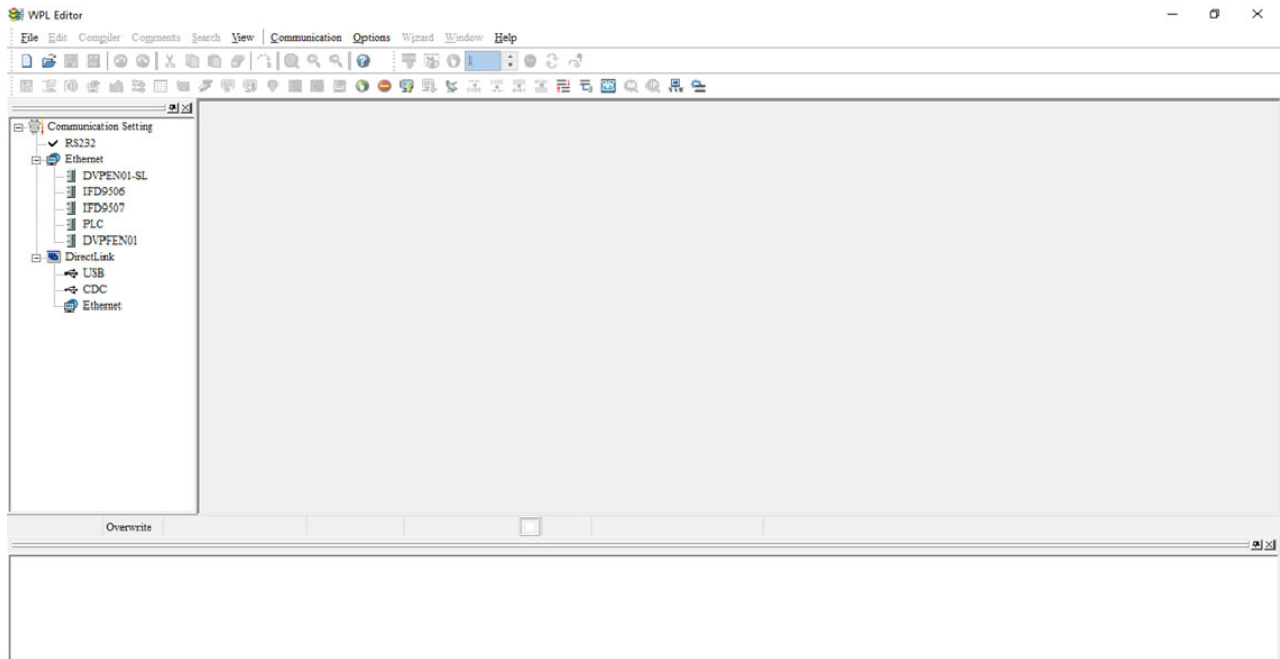 WPL Editor
File Edit Compiler Comments Search View Communication Options Wizard Window Help
1
Communication Setting
RS232
Ethernet
DVPEN01-SL
IFD9506
IFD9507
PLC
DVPFEN01
DirectLink
USB
CDC
Ethernet
Overwrite